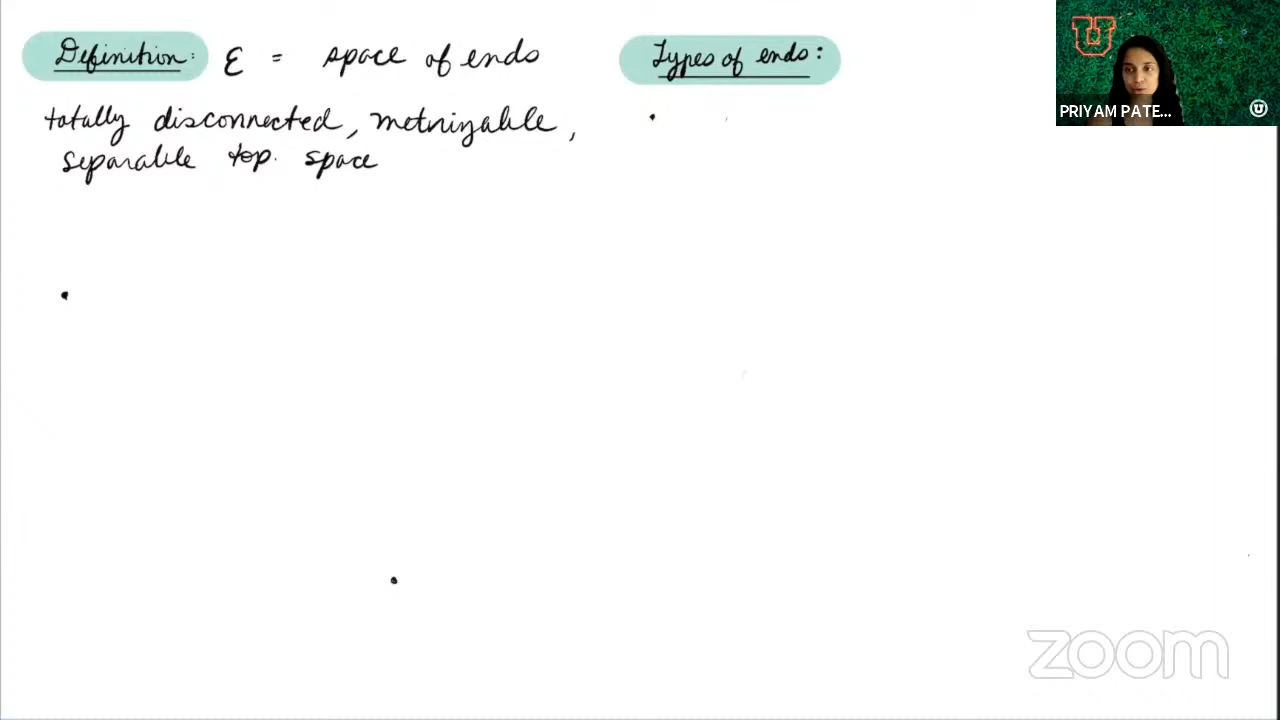 Definition: ℰ = space of ends
totally disconnected, metrizable,
separable top. space
Types of ends:
U
PRIYAM PATE...
U
zoom